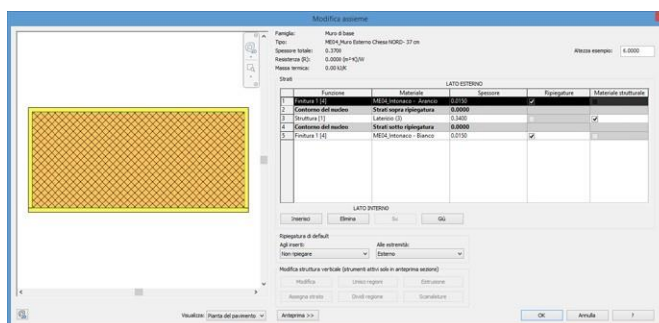 Modifica assieme
Famiglia: Muro di base
Tipo: ME04_Muro Esterno Chiesa NORD- 37 cm
Spessore totale: 0.3700 Altezza esempio: 6.0000
Resistenza (R): 0.0000 (m²·K)/W
Massa termica: 0.00 kJ/K
Strati
LATO ESTERNO
Funzione Materiale Spessore Ripiegature Materiale strutturale
1 Finitura 1 [4] ME04_Intonaco - Arancio 0.0150
2 Contorno del nucleo Strati sopra ripiegatura 0.0000
3 Struttura [1] Laterizio (3) 0.3400
4 Contorno del nucleo Strati sotto ripiegatura 0.0000
5 Finitura 1 [4] ME04_Intonaco - Bianco 0.0150
LATO INTERNO
Inserisci Elimina Su Giù
Ripiegatura di default
Agli inserti: Alle estremità:
Non ripiegare Esterno
Modifica struttura verticale (strumenti attivi solo in anteprima sezioni)
Modifica Unisci regioni Estrusione
Assegna strato Dividi regione Scanalature
Visualizza: Pianta del pavimento Anteprima >> OK Annulla ?